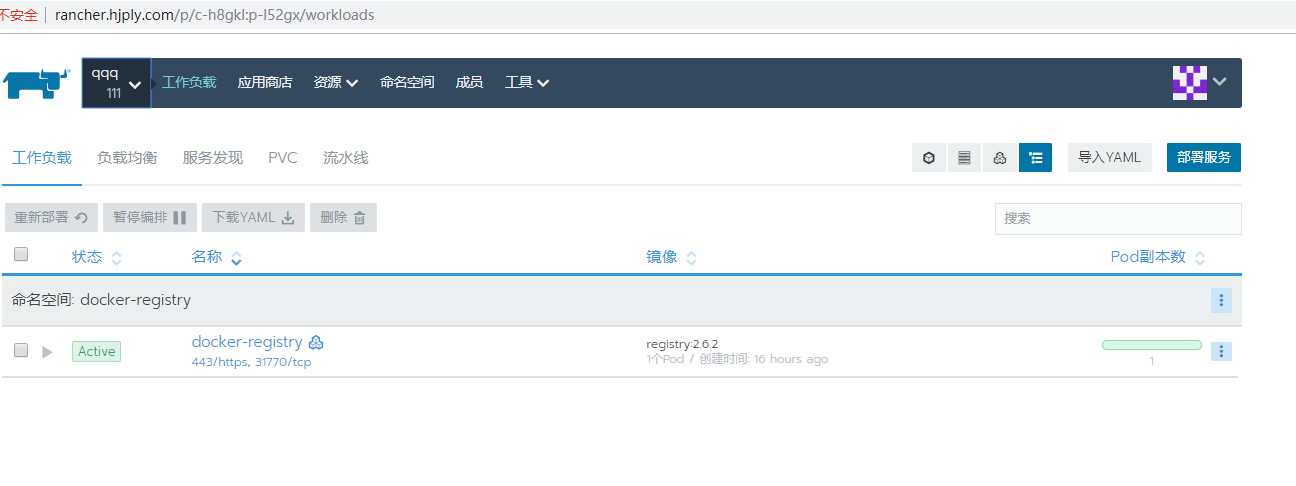 不安全 | rancher.hjply.com/p/c-h8gkl:p-l52gx/workloads
qqq
111
工作负载 应用商店 资源 命名空间 成员 工具
工作负载 负载均衡 服务发现 PVC 流水线 导入YAML 部署服务
重新部署 暂停编排 下载YAML 删除 搜索
状态 名称 镜像 Pod副本数
命名空间: docker-registry
Active docker-registry registry:2.6.2
443/https, 31770/tcp 1个Pod / 创建时间: 16 hours ago 1